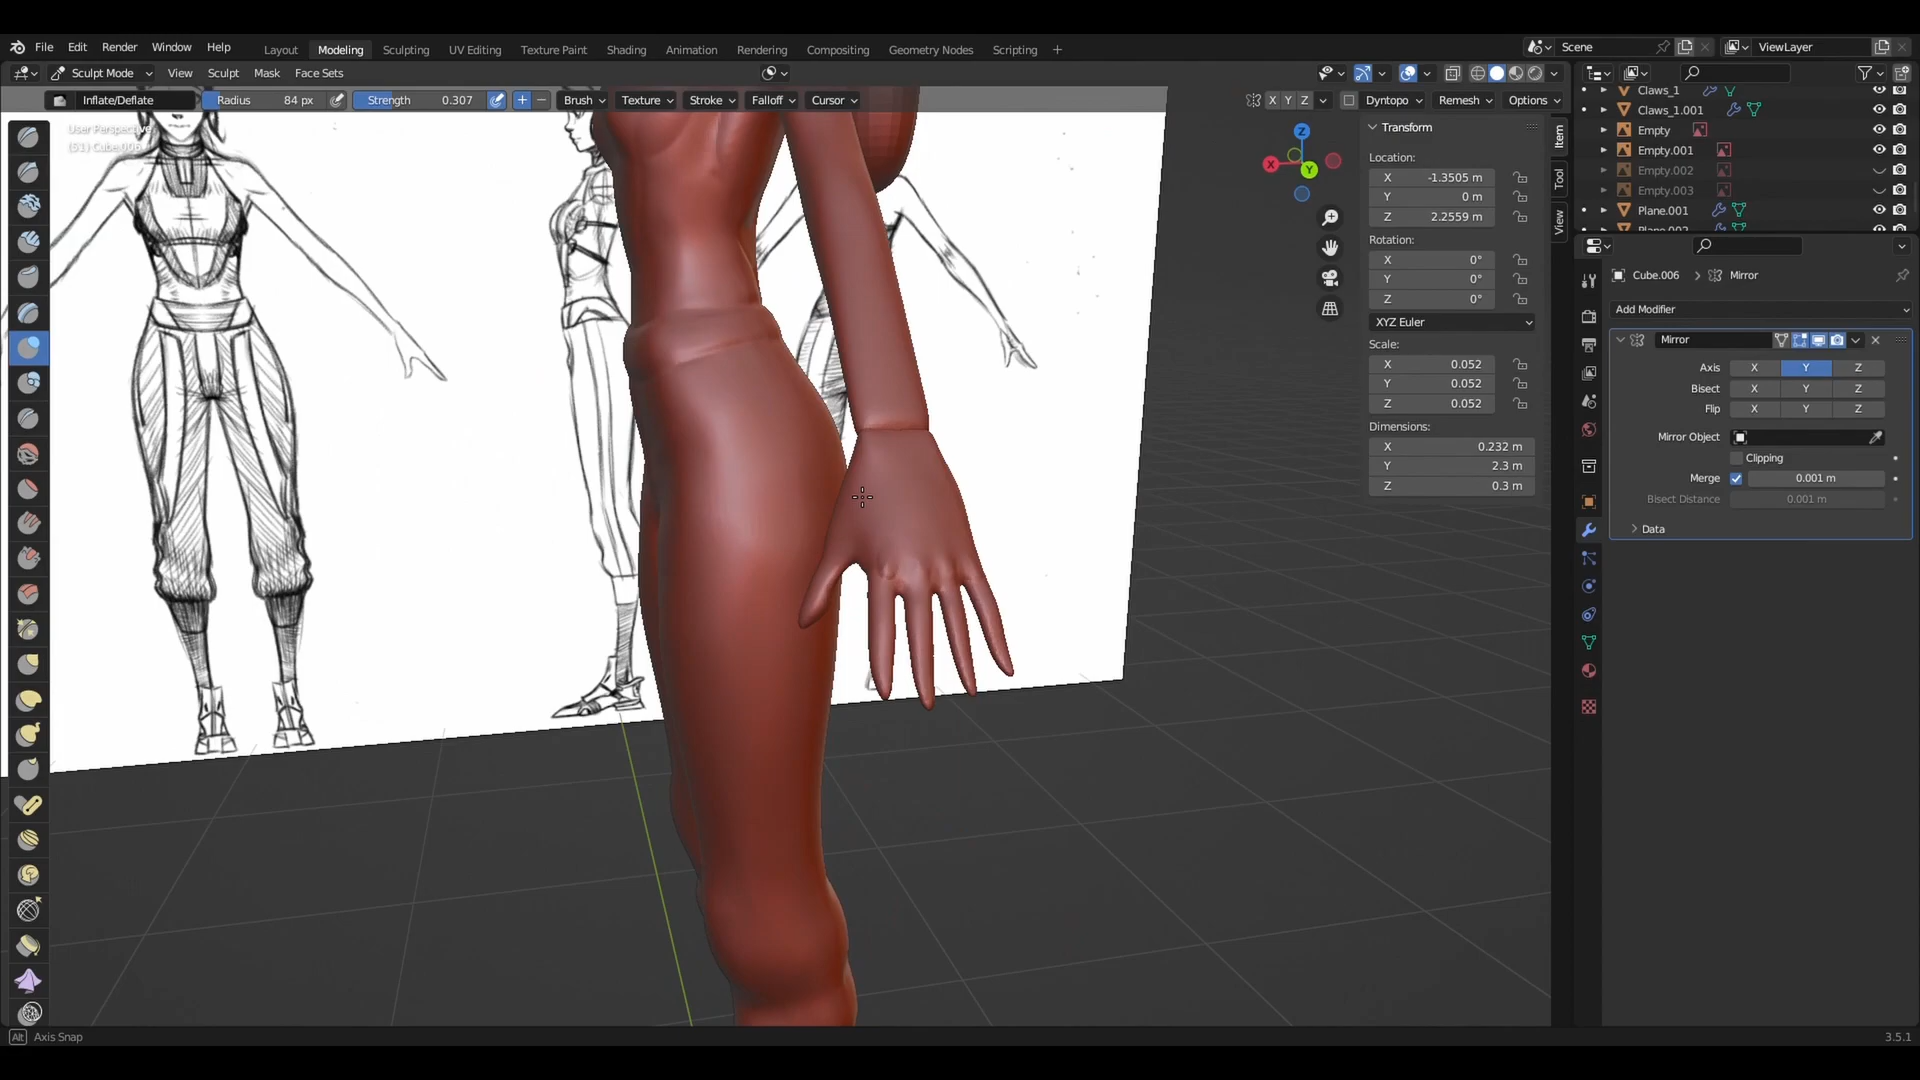 File Edit Render Window Help
Layout Modeling Sculpting UV Editing Texture Paint Shading Animation Rendering Compositing Geometry Nodes Scripting +
Scene
ViewLayer
Sculpt Mode View Sculpt Mask Face Sets
Inflate/Deflate Radius 84 px Strength 0.307 + − Brush Texture Stroke Falloff Cursor
X Y Z Dyntopo Remesh Options
User Perspective
(51) Cube.006
Z
X
Y
Transform
Location:
X -1.3505 m
Y 0 m
Z 2.2559 m
Rotation:
X 0°
Y 0°
Z 0°
XYZ Euler
Scale:
X 0.052
Y 0.052
Z 0.052
Dimensions:
X 0.232 m
Y 2.3 m
Z 0.3 m
Item
Tool
View
Claws_1
Claws_1.001
Empty
Empty.001
Empty.002
Empty.003
Plane.001
Plane.002
Cube.006 > Mirror
Add Modifier
Mirror
Axis X Y Z
Bisect X Y Z
Flip X Y Z
Mirror Object
Clipping
Merge 0.001 m
Bisect Distance 0.001 m
Data
Alt Axis Snap
3.5.1